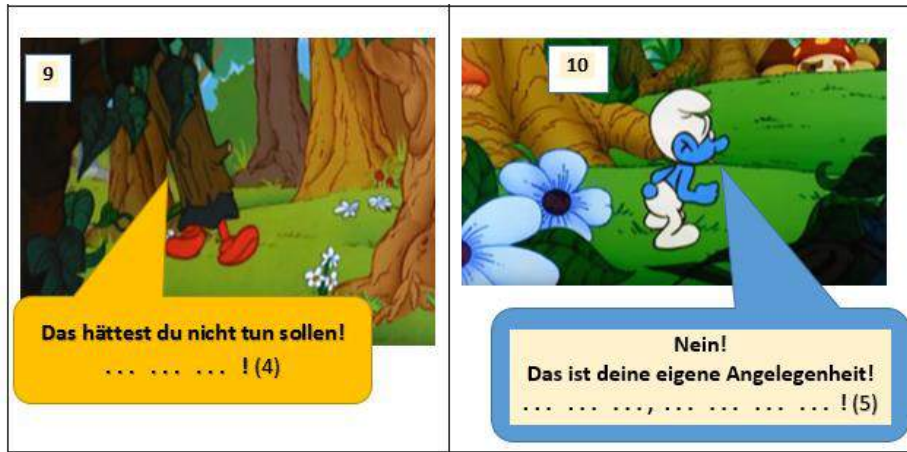 9
Das hättest du nicht tun sollen!
... ... ... ! (4)
10
Nein!
Das ist deine eigene Angelegenheit!
... ... ..., ... ... ... ... ! (5)